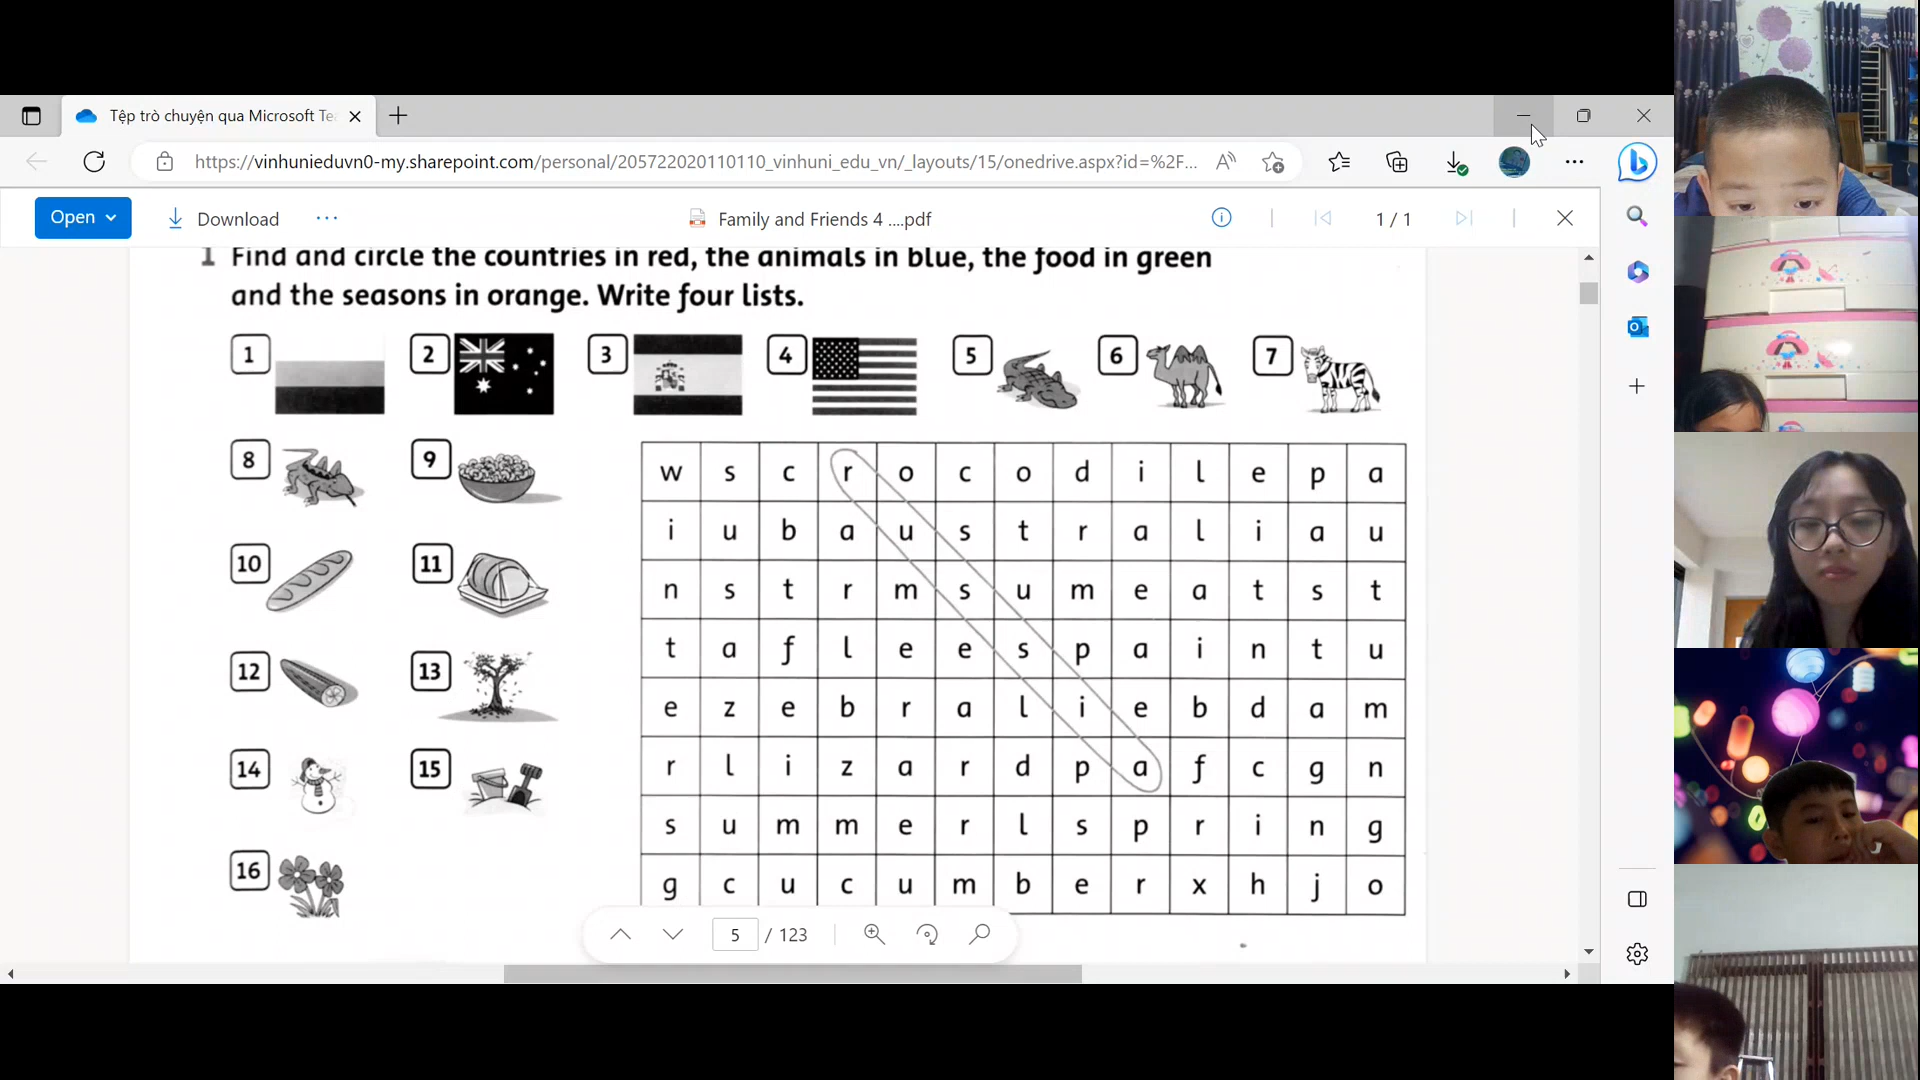 Tệp trò chuyện qua Microsoft Te
https://vinhunieduvn0-my.sharepoint.com/personal/205722020110110_vinhuni_edu_vn/_layouts/15/onedrive.aspx?id=%2F...
Open Download ... Family and Friends 4 ....pdf 1 / 1
1 Find and circle the countries in red, the animals in blue, the food in green
and the seasons in orange. Write four lists.
1 2 3 4 5 6 7
8 9
10 11
12 13
14 15
16
w s c r o c o d i l e p a
i u b a u s t r a l i a u
n s t r m s u m e a t s t
t a f l e e s p a i n t u
e z e b r a l i e b d a m
r l i z a r d p a f c g n
s u m m e r l s p r i n g
g c u c u m b e r x h j o
5 / 123